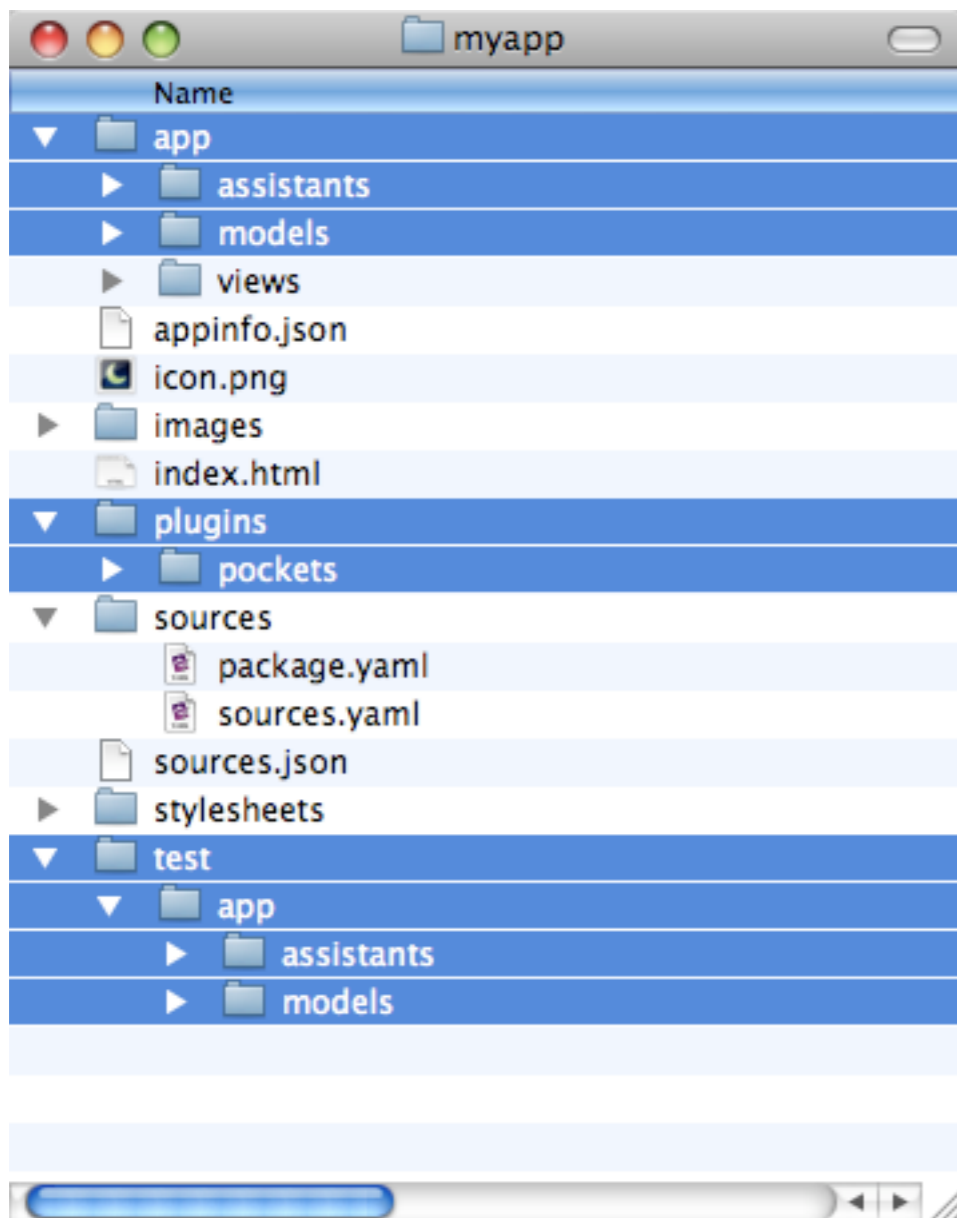 myapp
Name
app
assistants
models
views
appinfo.json
icon.png
images
index.html
plugins
pockets
sources
package.yaml
sources.yaml
sources.json
stylesheets
test
app
assistants
models